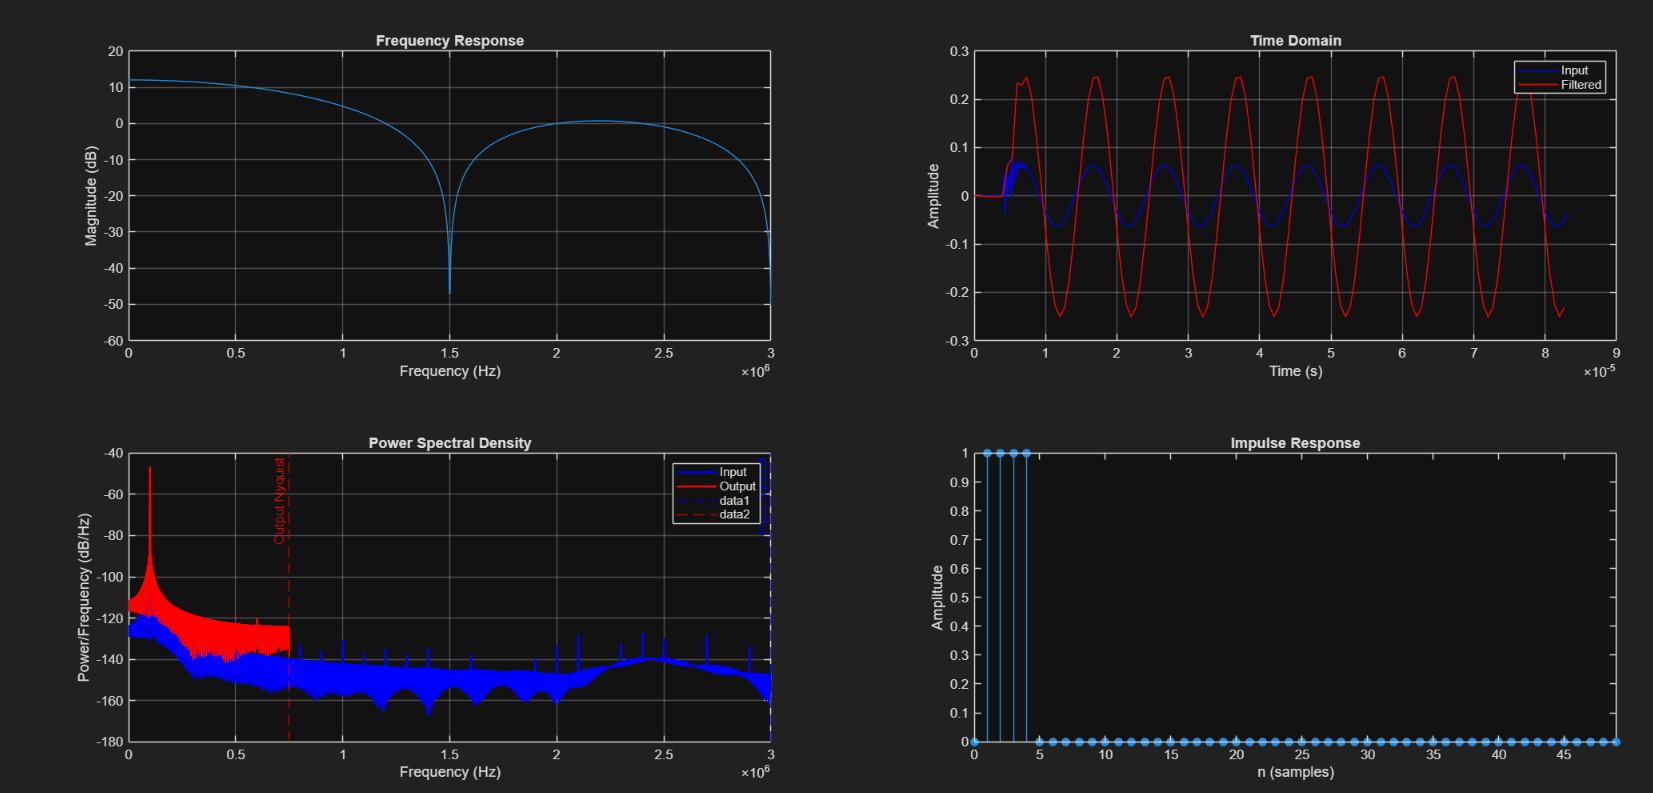 Frequency Response
20
10
0
-10
-20
-30
-40
-50
-60
Magnitude (dB)
0 0.5 1 1.5 2 2.5 3
Frequency (Hz)
×10^6
Time Domain
0.3
0.2
0.1
0
-0.1
-0.2
-0.3
Amplitude
Input
Filtered
0 1 2 3 4 5 6 7 8 9
Time (s)
×10^-5
Power Spectral Density
-40
-60
-80
-100
-120
-140
-160
-180
Power/Frequency (dB/Hz)
Output Nyquist
Input
Output
data1
data2
0 0.5 1 1.5 2 2.5 3
Frequency (Hz)
×10^6
Impulse Response
1
0.9
0.8
0.7
0.6
0.5
0.4
0.3
0.2
0.1
0
Amplitude
0 5 10 15 20 25 30 35 40 45
n (samples)